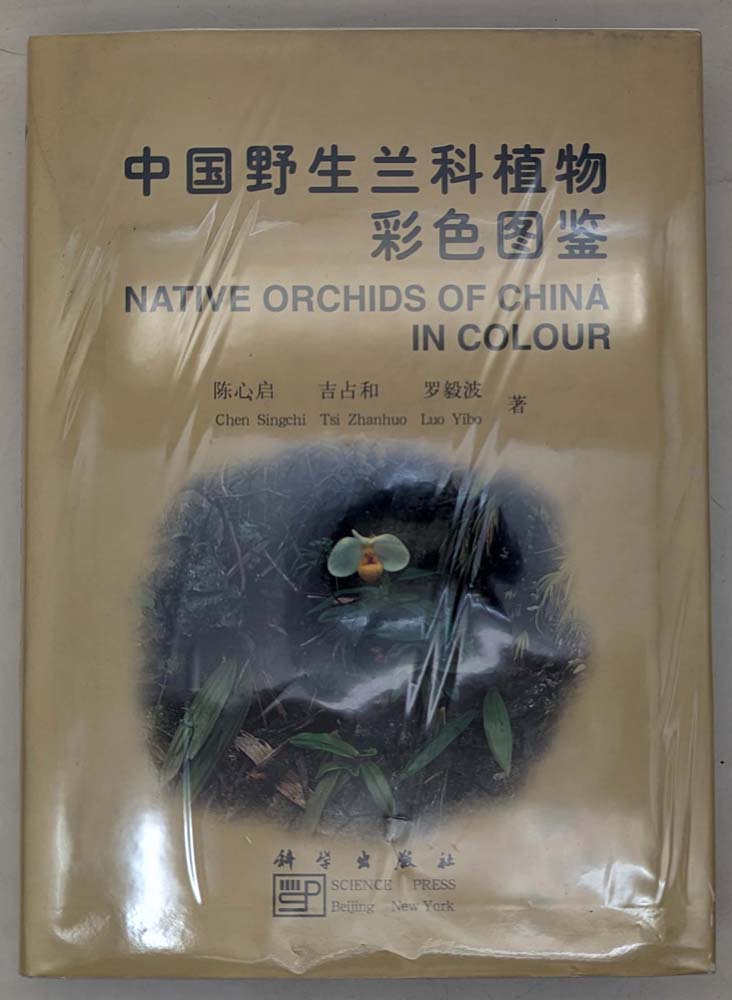 中国野生兰科植物
彩色图鉴
NATIVE ORCHIDS OF CHINA
IN COLOUR
陈心启 吉占和 罗毅波 著
Chen Singchi Tsi Zhanhuo Luo Yibo
科学出版社
SCIENCE PRESS
Beijing New York